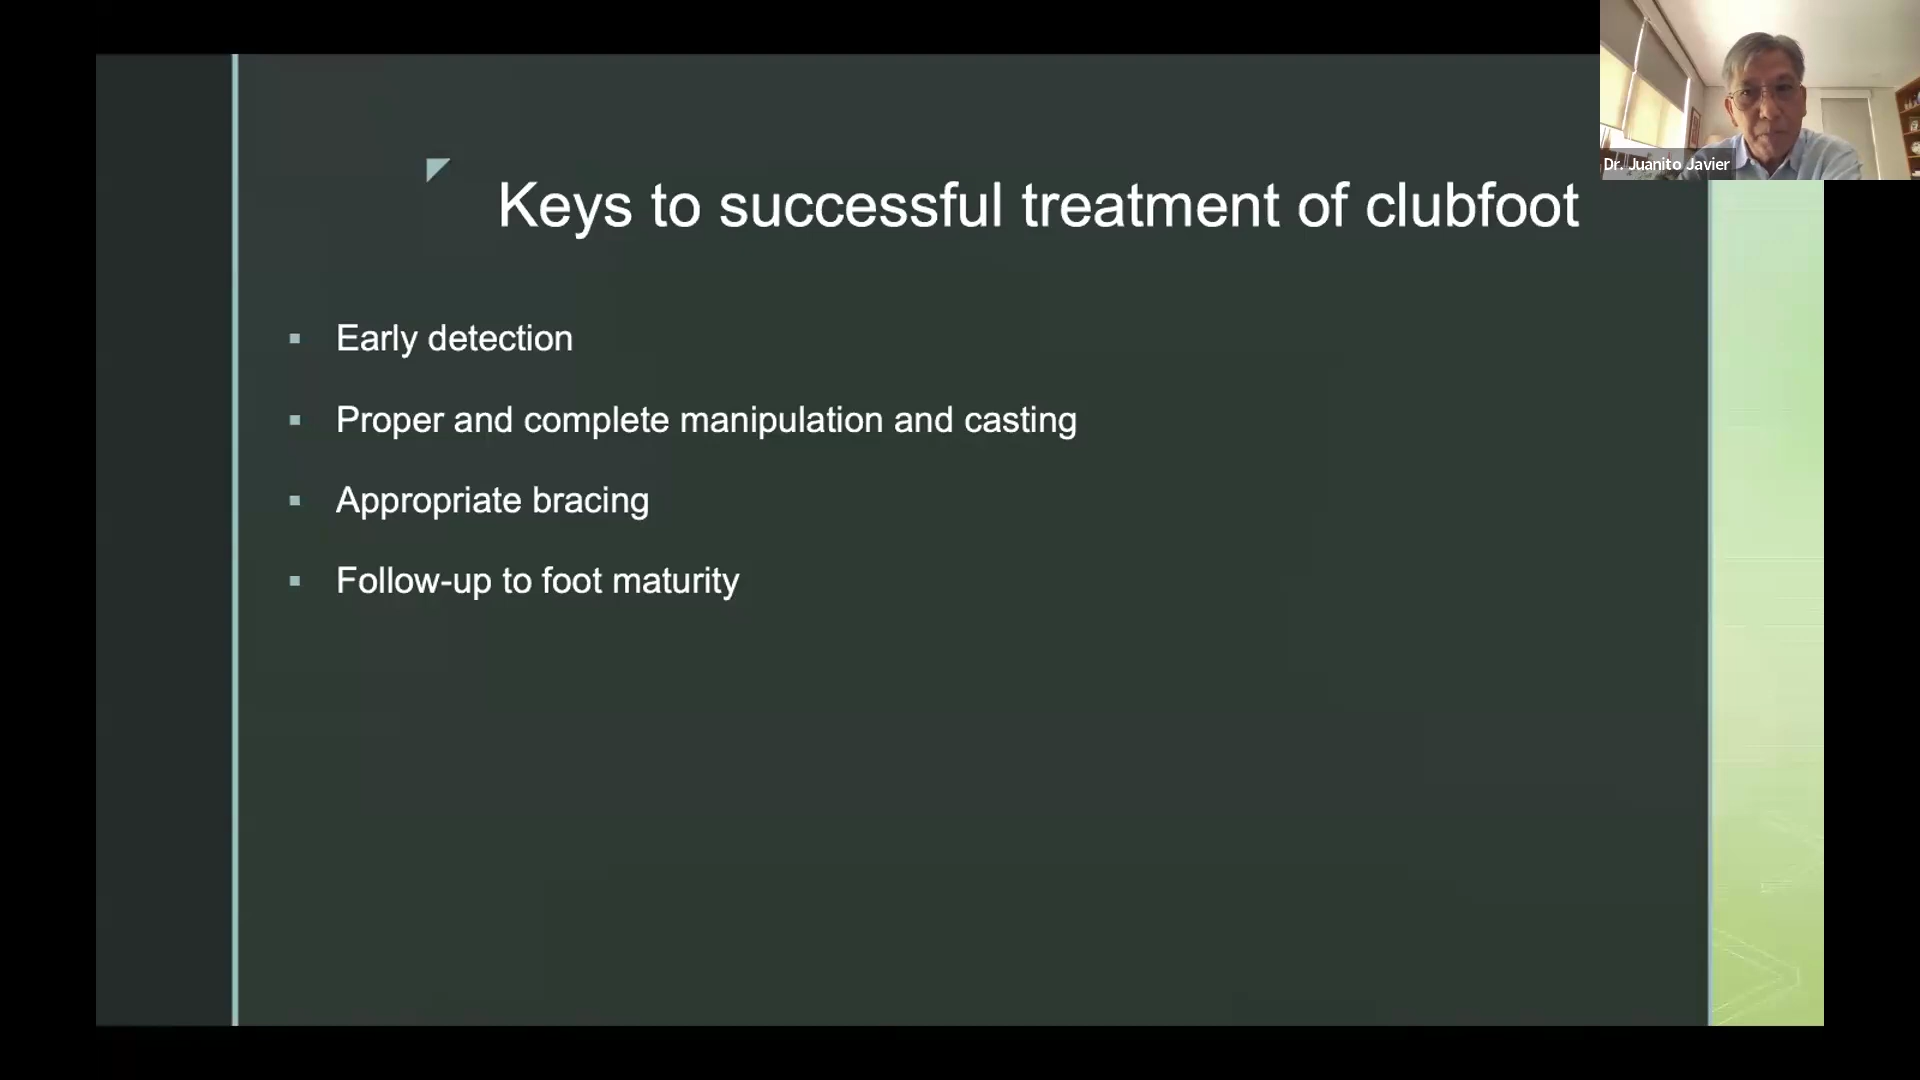 Dr. Juanito Javier
Keys to successful treatment of clubfoot
▪ Early detection
▪ Proper and complete manipulation and casting
▪ Appropriate bracing
▪ Follow-up to foot maturity